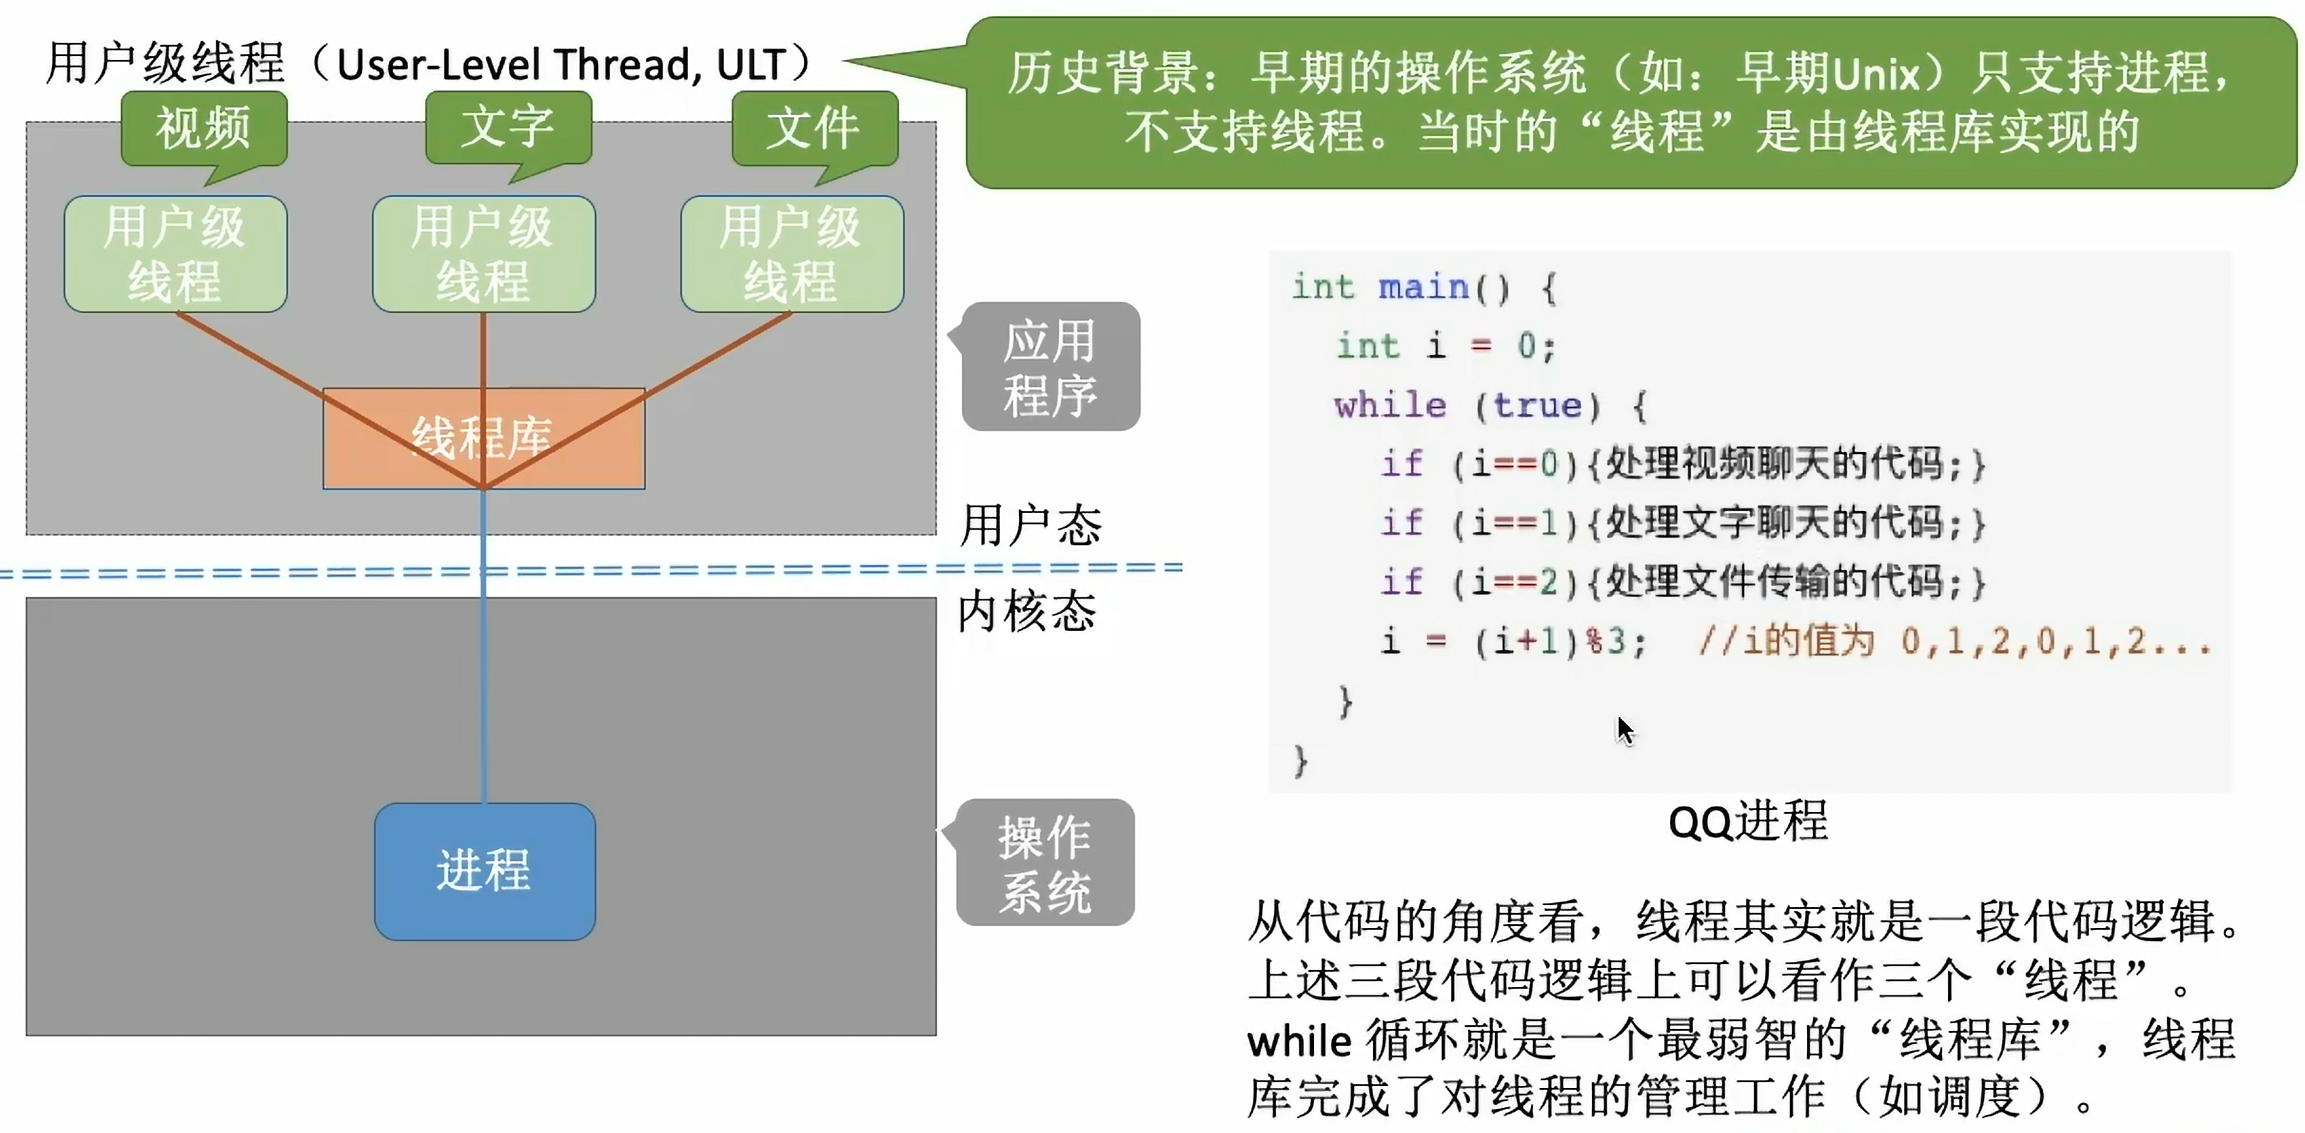 用户级线程（User-Level Thread, ULT）
历史背景：早期的操作系统（如：早期Unix）只支持进程，
不支持线程。当时的“线程”是由线程库实现的
视频
文字
文件
用户级
线程
用户级
线程
用户级
线程
线程库
应用
程序
用户态
内核态
进程
操作
系统
int main() {
int i = 0;
while (true) {
if (i==0){处理视频聊天的代码;}
if (i==1){处理文字聊天的代码;}
if (i==2){处理文件传输的代码;}
i = (i+1)%3; //i的值为 0,1,2,0,1,2...
}
}
QQ进程
从代码的角度看，线程其实就是一段代码逻辑。
上述三段代码逻辑上可以看作三个“线程”。
while 循环就是一个最弱智的“线程库”，线程
库完成了对线程的管理工作（如调度）。